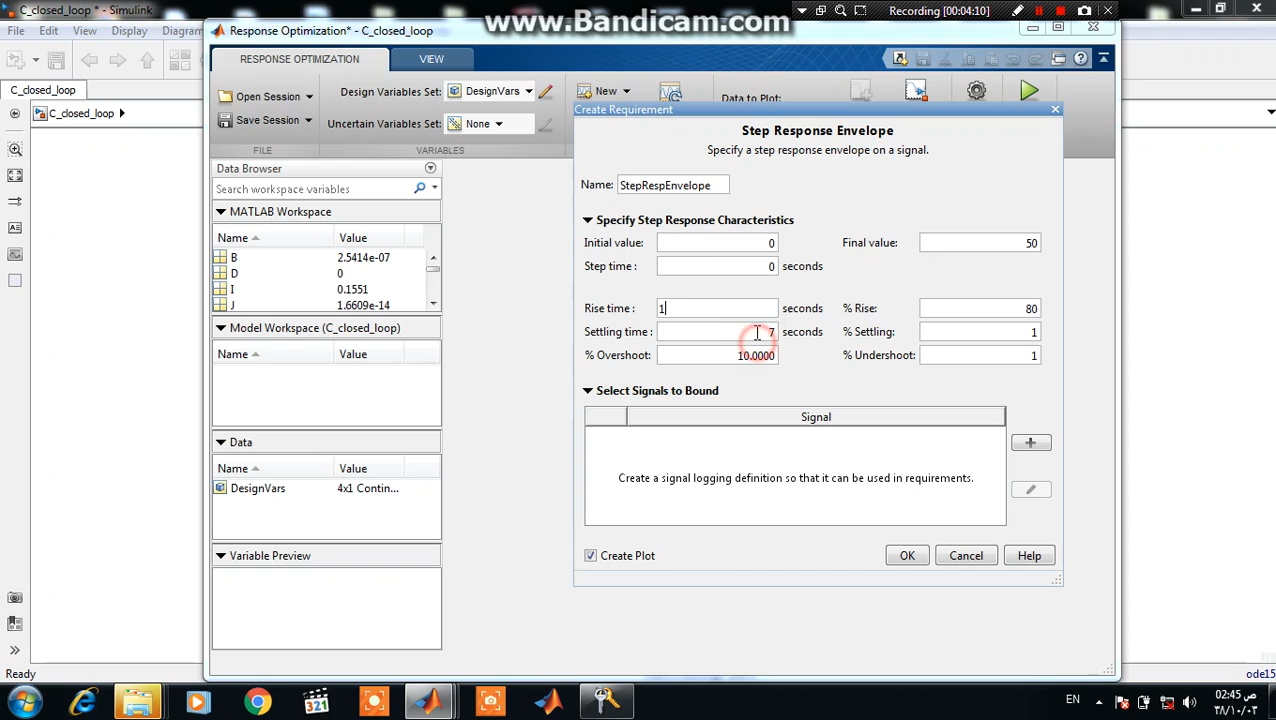 C_closed_loop * - Simulink
www.Bandicam.com
Recording [00:04:10]
File Edit View Display Diagram
Response Optimization* C_closed_loop
RESPONSE OPTIMIZATION VIEW
C_closed_loop
C_closed_loop
Open Session
Save Session
FILE
Design Variables Set: DesignVars
Uncertain Variables Set: None
VARIABLES
New
Data to Plot:
Data Browser
Search workspace variables
MATLAB Workspace
Name Value
B 2.5414e-07
D 0
I 0.1551
J 1.6609e-14
Model Workspace (C_closed_loop)
Name Value
Data
Name Value
DesignVars 4x1 Contin...
Variable Preview
Create Requirement
Step Response Envelope
Specify a step response envelope on a signal.
Name: StepRespEnvelope
Specify Step Response Characteristics
Initial value: 0 Final value: 50
Step time : 0 seconds
Rise time : 1 seconds % Rise: 80
Settling time : 7 seconds % Settling: 1
% Overshoot: 10.0000 % Undershoot: 1
Select Signals to Bound
Signal
Create a signal logging definition so that it can be used in requirements.
Create Plot
OK Cancel Help
Ready
ode15
EN
02:45 ص
٣٨/١٠/٠٣
321